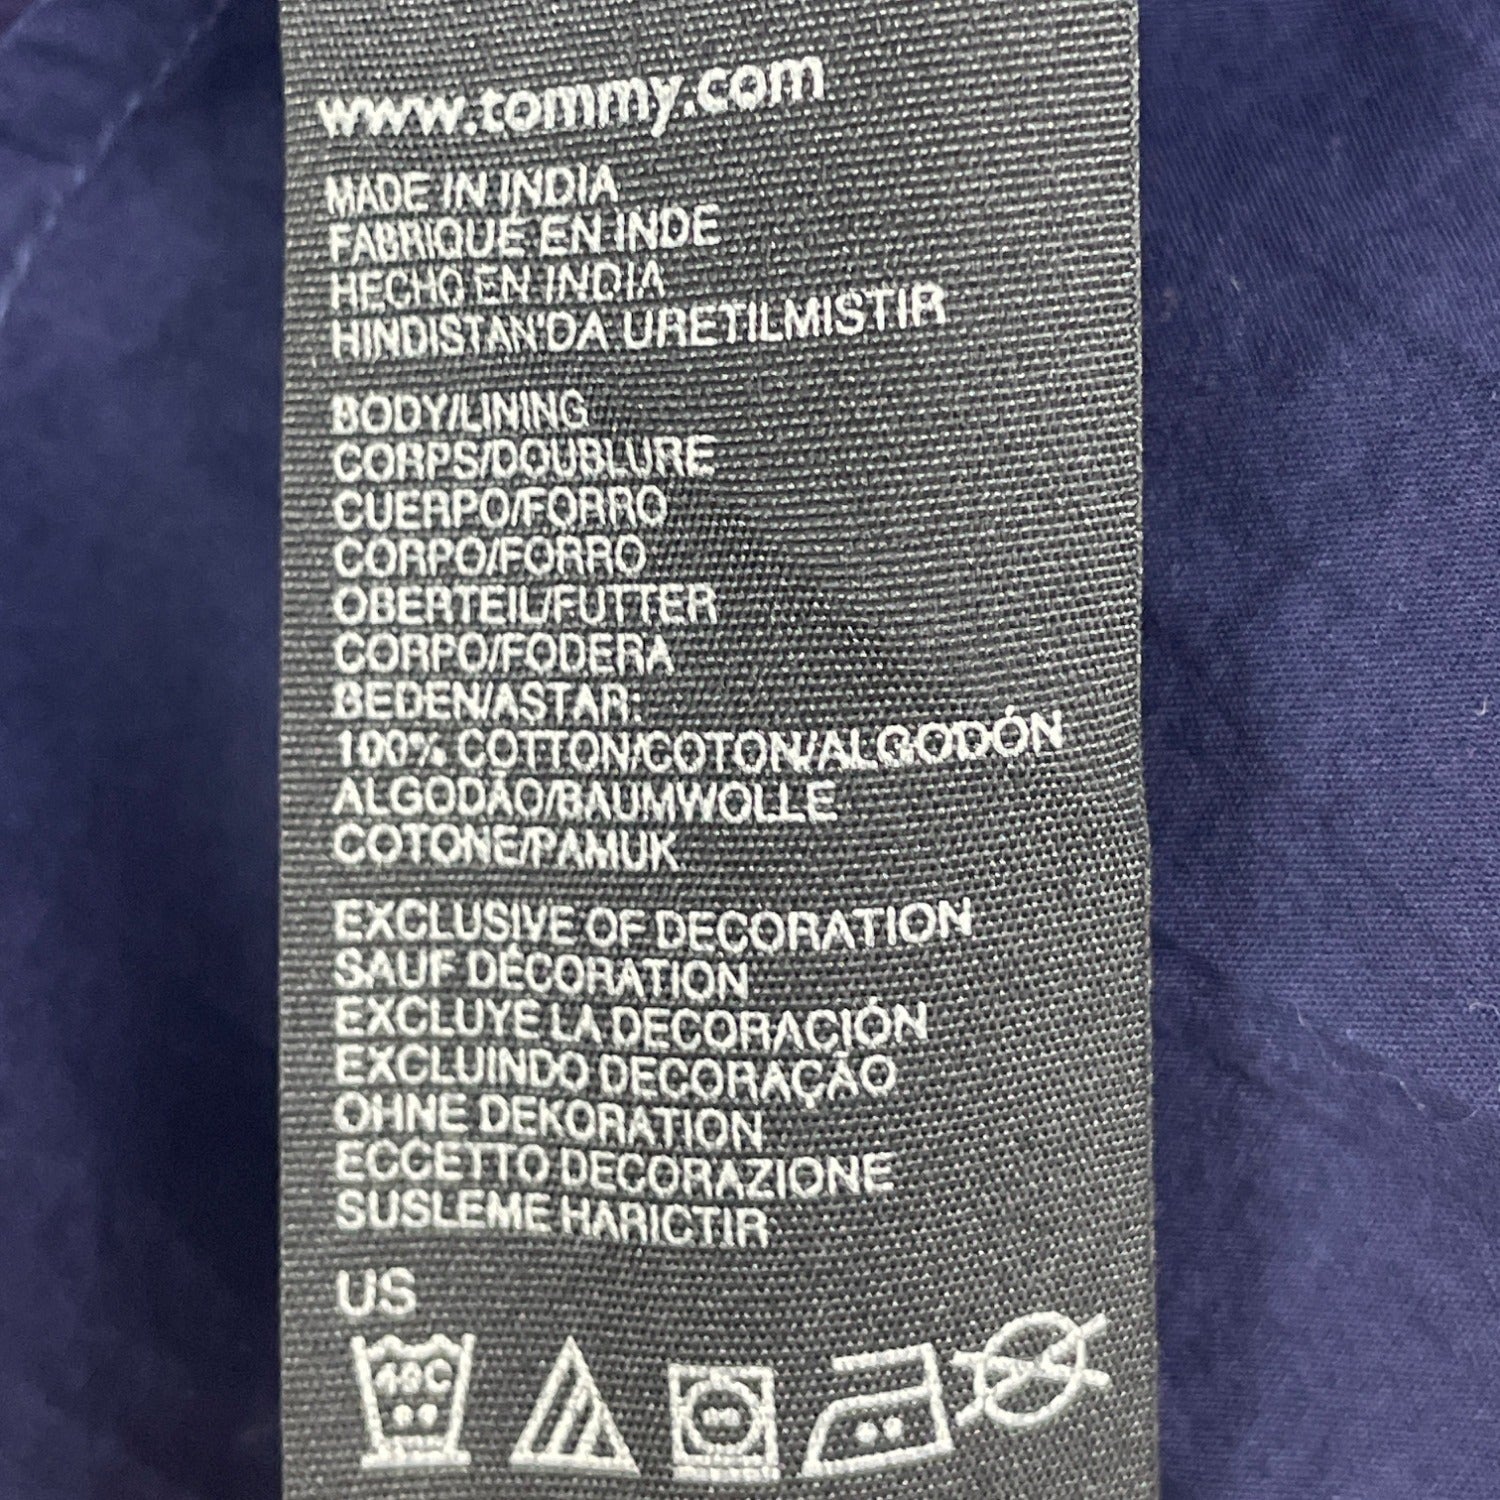 www.tommy.com
MADE IN INDIA
FABRIQUÉ EN INDE
HECHO EN INDIA
HINDISTAN'DA URETILMISTIR
BODY/LINING
CORPS/DOUBLURE
CUERPO/FORRO
CORPO/FORRO
OBERTEIL/FUTTER
CORPO/FODERA
BEDEN/ASTAR:
100% COTTON/COTON/ALGODÓN
ALGODÃO/BAUMWOLLE
COTONE/PAMUK
EXCLUSIVE OF DECORATION
SAUF DÉCORATION
EXCLUYE LA DECORACIÓN
EXCLUINDO DECORAÇÃO
OHNE DEKORATION
ECCETTO DECORAZIONE
SUSLEME HARICTIR
US
40C